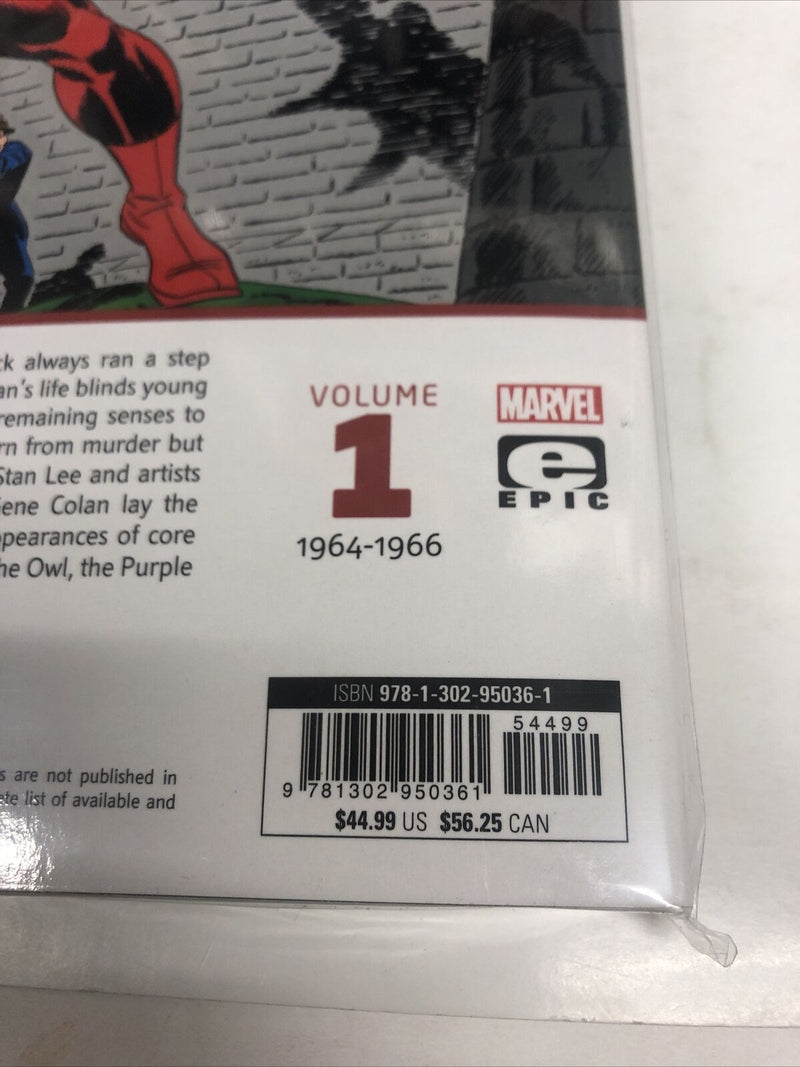 ck always ran a step
an's life blinds young
remaining senses to
rn from murder but
Stan Lee and artists
Gene Colan lay the
ppearances of core
he Owl, the Purple
VOLUME
1
1964-1966
MARVEL
e
EPIC
s are not published in
ete list of available and
ISBN 978-1-302-95036-1
54499
9 781302 950361
$44.99 US $56.25 CAN